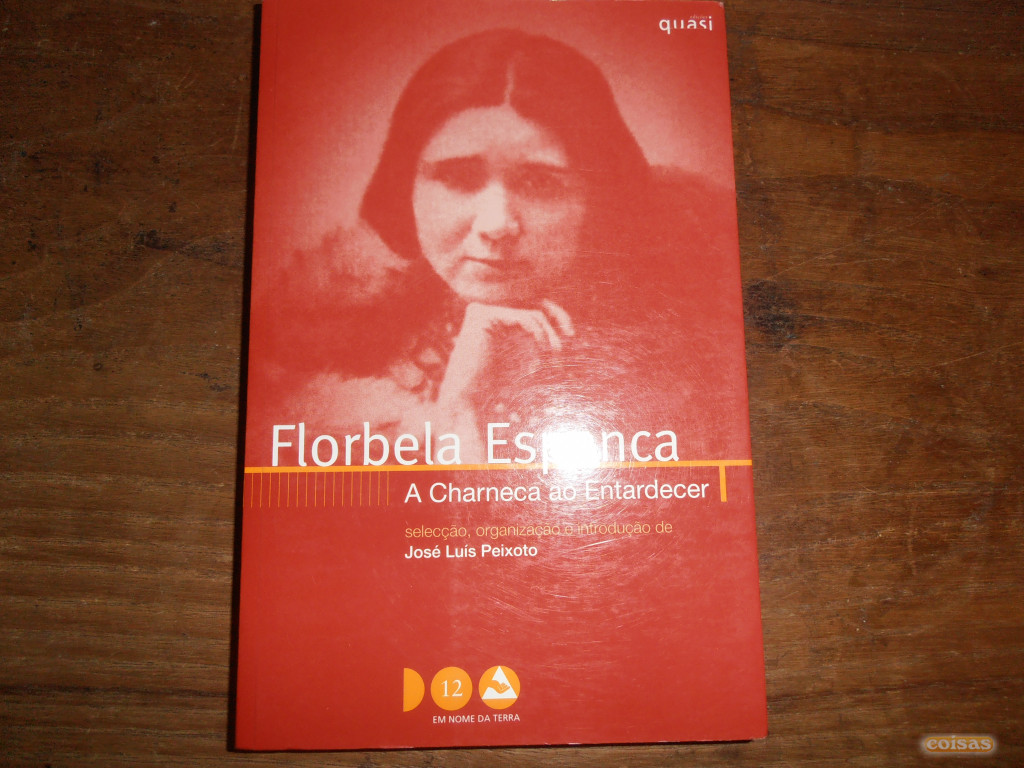 edições
quasi
Florbela Espanca
A Charneca ao Entardecer
selecção, organização e introdução de
José Luís Peixoto
12
EM NOME DA TERRA
coisas